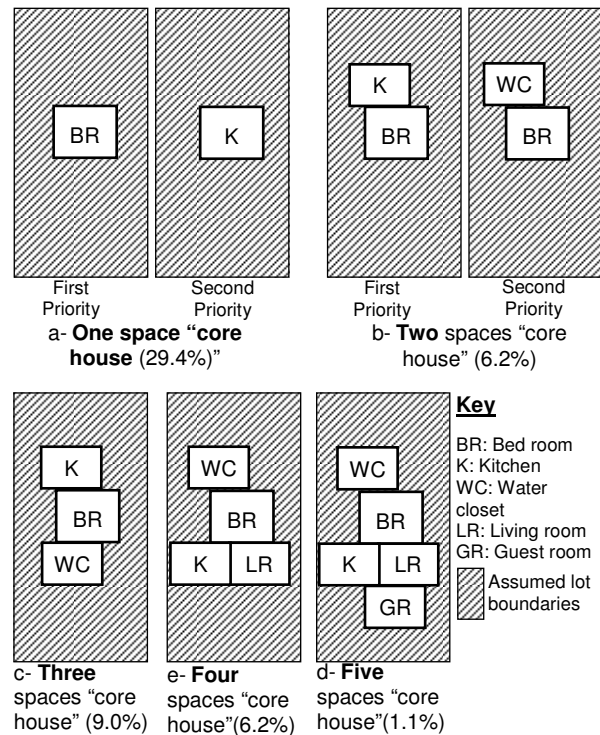 BR
K
K
BR
WC
BR
First
Priority
Second
Priority
First
Priority
Second
Priority
a- One space “core
house (29.4%)”
b- Two spaces “core
house” (6.2%)
K
BR
WC
WC
BR
K LR
WC
BR
K LR
GR
Key
BR: Bed room
K: Kitchen
WC: Water
closet
LR: Living room
GR: Guest room
Assumed lot
boundaries
c- Three
spaces “core
house” (9.0%)
e- Four
spaces “core
house”(6.2%)
d- Five
spaces “core
house”(1.1%)